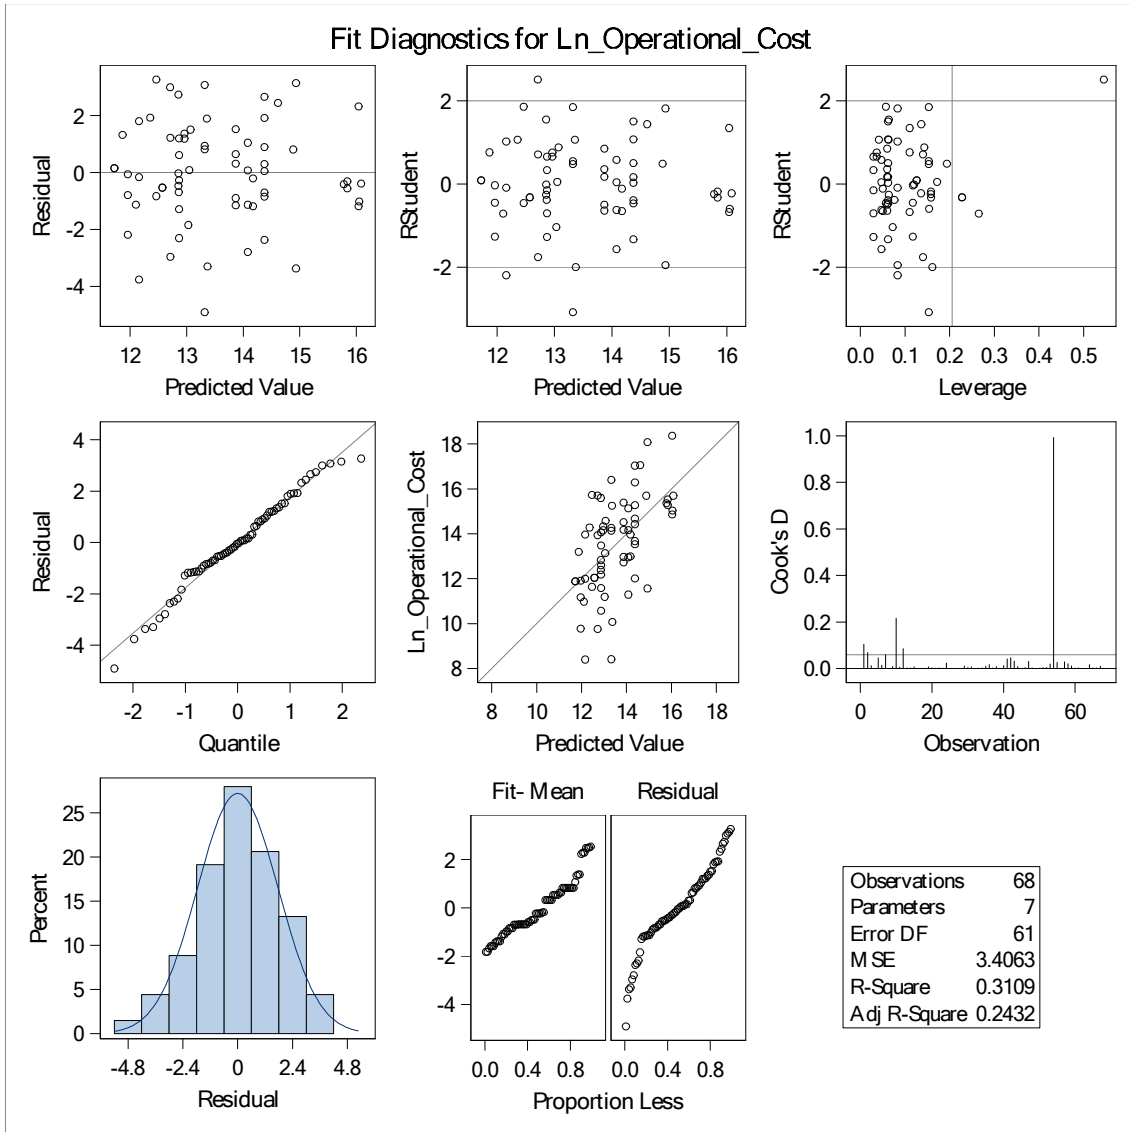 Fit Diagnostics for Ln_Operational_Cost
2
0
-2
-4
Residual
12 13 14 15 16
Predicted Value
2
0
-2
RStudent
12 13 14 15 16
Predicted Value
2
0
-2
RStudent
0.0 0.1 0.2 0.3 0.4 0.5
Leverage
4
2
0
-2
-4
Residual
-2 -1 0 1 2
Quantile
18
16
14
12
10
8
Ln_Operational_Cost
8 10 12 14 16 18
Predicted Value
1.0
0.8
0.6
0.4
0.2
0.0
Cook's D
0 20 40 60
Observation
25
20
15
10
5
0
Percent
-4.8 -2.4 0 2.4 4.8
Residual
Fit-Mean Residual
2
0
-2
-4
0.0 0.4 0.8 0.0 0.4 0.8
Proportion Less
Observations 68
Parameters 7
Error DF 61
MSE 3.4063
R-Square 0.3109
Adj R-Square 0.2432